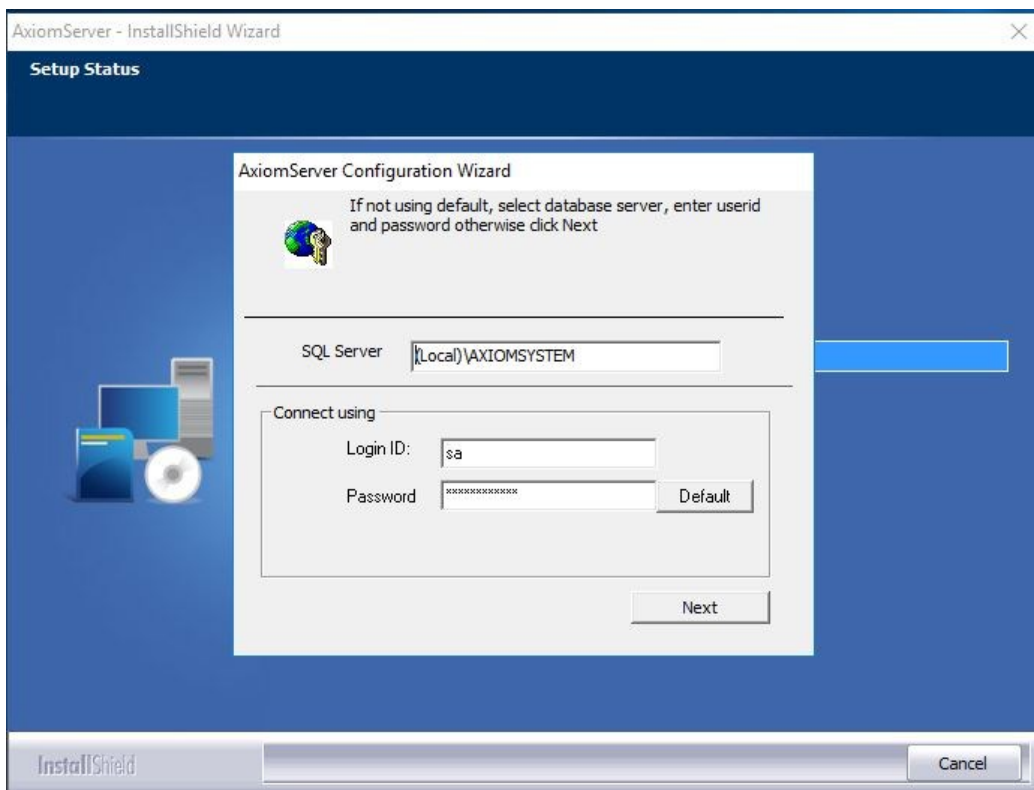 AxiomServer - InstallShield Wizard
Setup Status
AxiomServer Configuration Wizard
If not using default, select database server, enter userid
and password otherwise click Next
SQL Server (Local)\AXIOMSYSTEM
Connect using
Login ID: sa
Password ************ Default
Next
InstallShield
Cancel